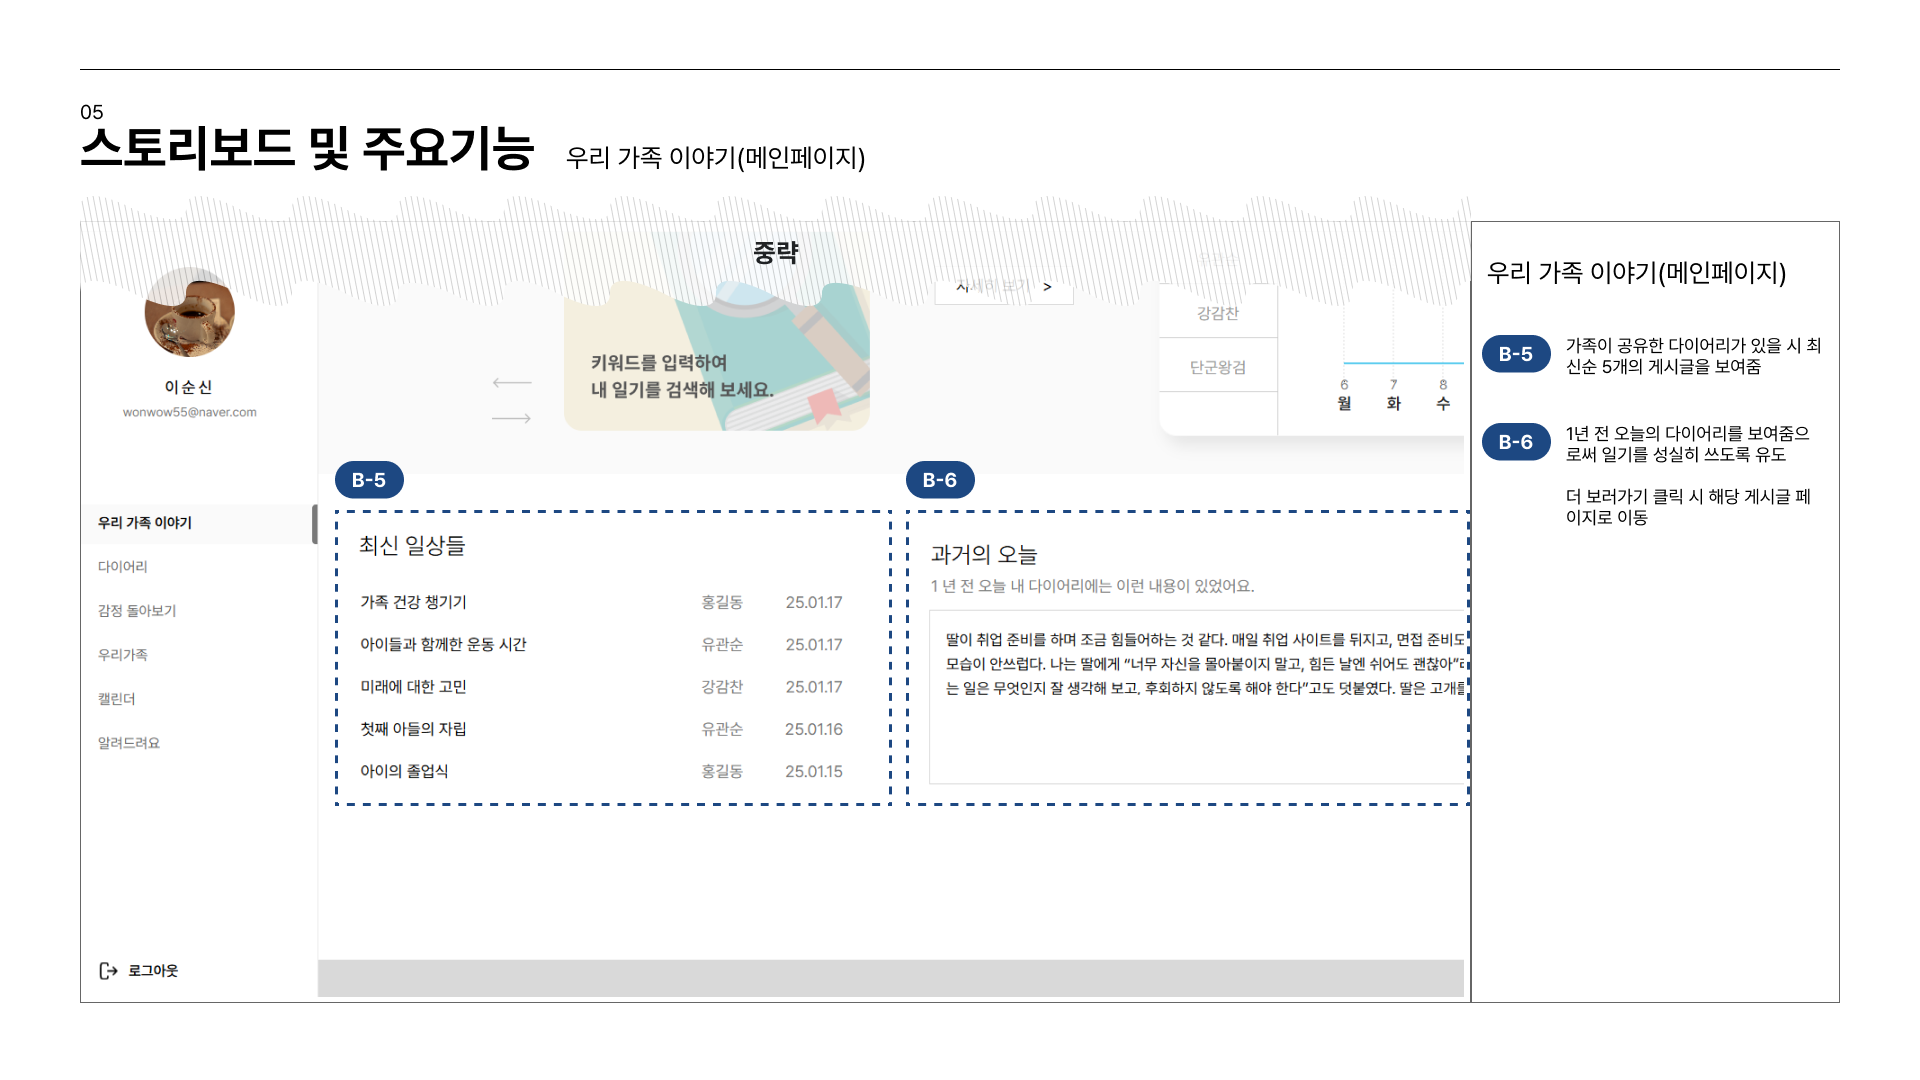 05
스토리보드 및 주요기능
우리 가족 이야기(메인페이지)
중략
이순신
wonwow55@naver.com
우리 가족 이야기
다이어리
감정 돌아보기
우리가족
캘린더
알려드려요
로그아웃
키워드를 입력하여
내 일기를 검색해 보세요.
자세히 보기 >
강감찬
단군왕검
6 7 8
월 화 수
B-5
최신 일상들
가족 건강 챙기기 홍길동 25.01.17
아이들과 함께한 운동 시간 유관순 25.01.17
미래에 대한 고민 강감찬 25.01.17
첫째 아들의 자립 유관순 25.01.16
아이의 졸업식 홍길동 25.01.15
B-6
과거의 오늘
1 년 전 오늘 내 다이어리에는 이런 내용이 있었어요.
딸이 취업 준비를 하며 조금 힘들어하는 것 같다. 매일 취업 사이트를 뒤지고, 면접 준비도
모습이 안쓰럽다. 나는 딸에게 “너무 자신을 몰아붙이지 말고, 힘든 날엔 쉬어도 괜찮아”
는 일은 무엇인지 잘 생각해 보고, 후회하지 않도록 해야 한다”고도 덧붙였다. 딸은 고개를
우리 가족 이야기(메인페이지)
B-5
가족이 공유한 다이어리가 있을 시 최
신순 5개의 게시글을 보여줌
B-6
1년 전 오늘의 다이어리를 보여줌으
로써 일기를 성실히 쓰도록 유도
더 보러가기 클릭 시 해당 게시글 페
이지로 이동